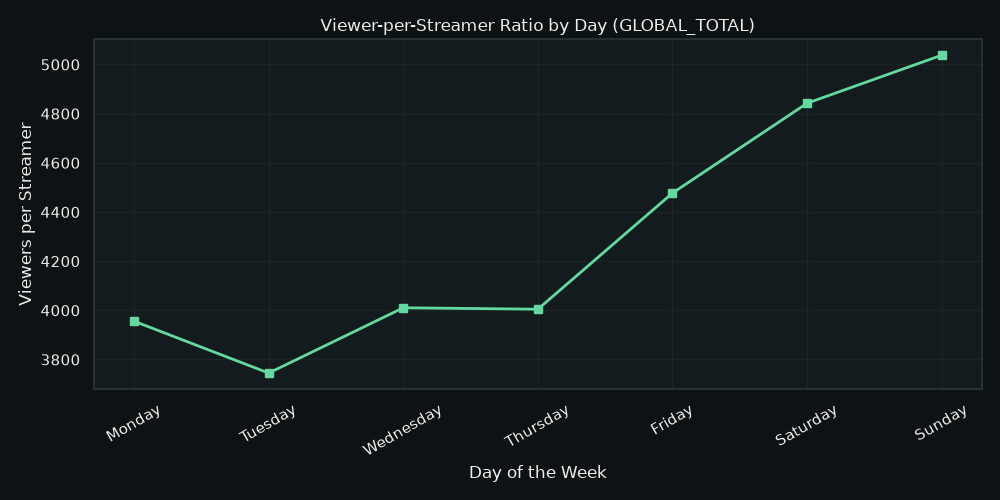 Viewer-per-Streamer Ratio by Day (GLOBAL_TOTAL)
Viewers per Streamer
5000
4800
4600
4400
4200
4000
3800
Monday
Tuesday
Wednesday
Thursday
Friday
Saturday
Sunday
Day of the Week